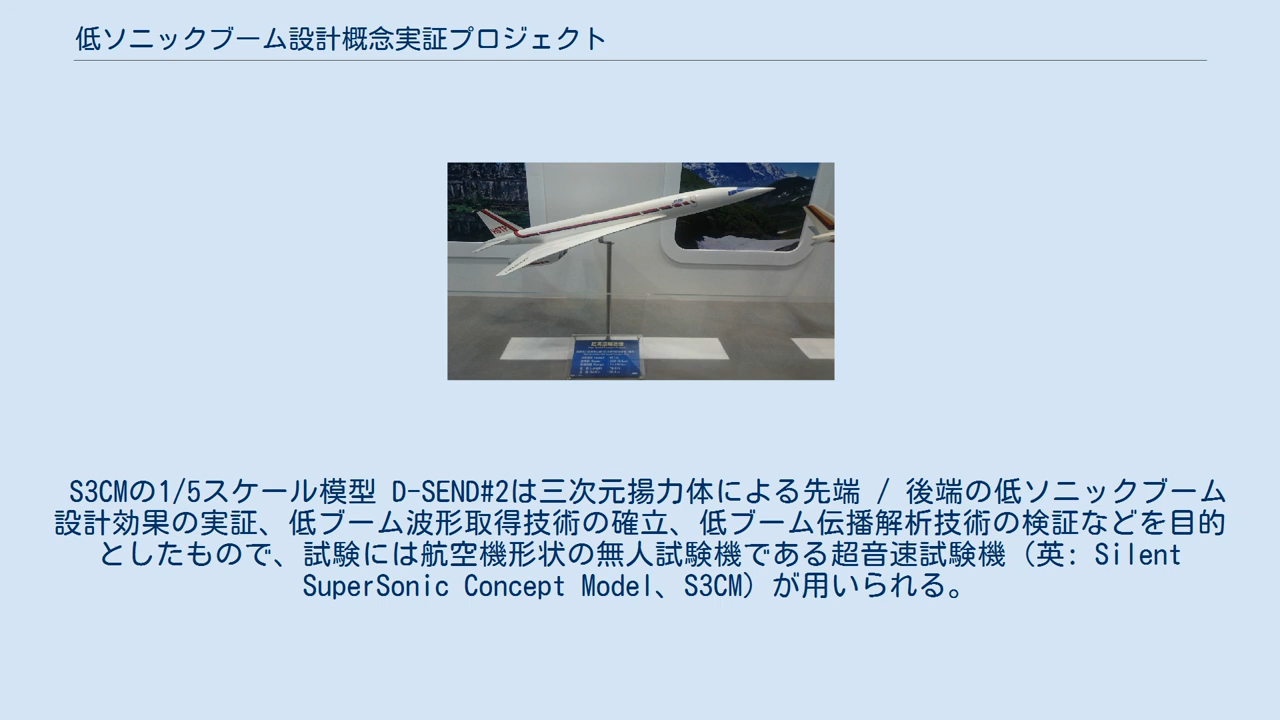 低ソニックブーム設計概念実証プロジェクト
S3CMの1/5スケール模型 D-SEND#2は三次元揚力体による先端 / 後端の低ソニックブーム
設計効果の実証、低ブーム波形取得技術の確立、低ブーム伝播解析技術の検証などを目的
としたもので、試験には航空機形状の無人試験機である超音速試験機（英: Silent
SuperSonic Concept Model、S3CM）が用いられる。